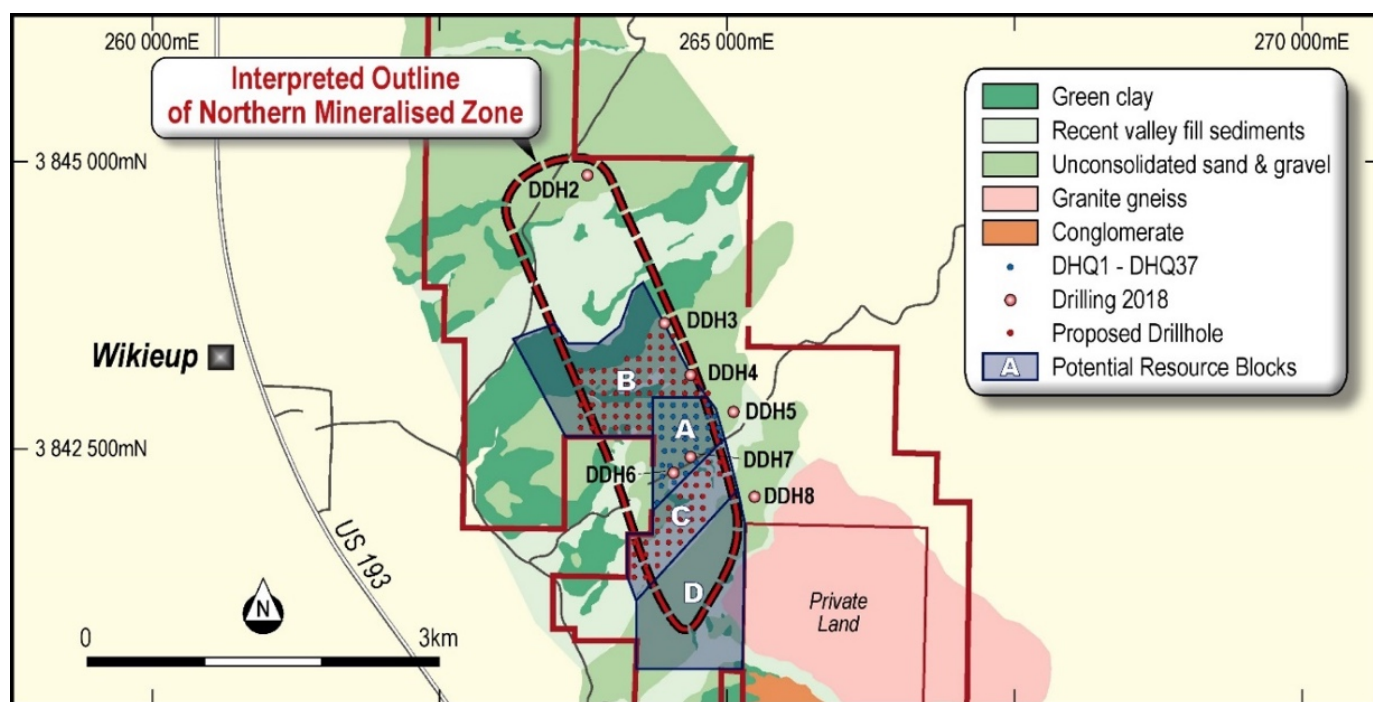 260 000mE
265 000mE
270 000mE
Interpreted Outline
of Northern Mineralised Zone
3 845 000mN
3 842 500mN
Green clay
Recent valley fill sediments
Unconsolidated sand & gravel
Granite gneiss
Conglomerate
DHQ1 - DHQ37
Drilling 2018
Proposed Drillhole
A Potential Resource Blocks
DDH2
DDH3
Wikieup
B
DDH4
DDH5
A
DDH7
DDH6
DDH8
C
US 193
D
Private
Land
N
0
3km